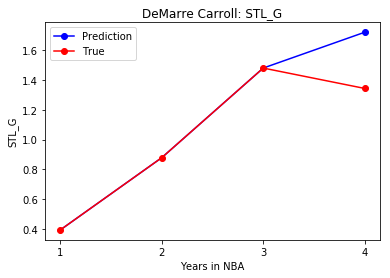 DeMarre Carroll: STL_G
Prediction
True
1.6
1.4
1.2
1.0
0.8
0.6
0.4
STL_G
1 2 3 4
Years in NBA